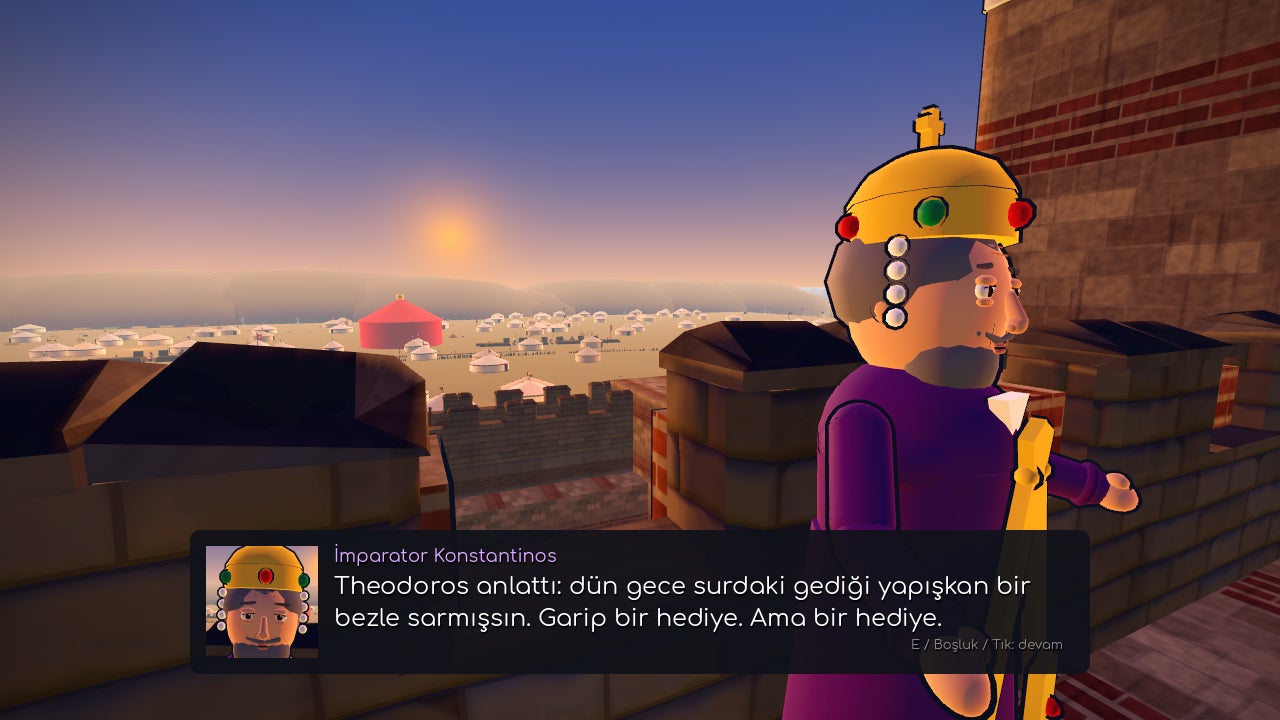 İmparator Konstantinos
Theodoros anlattı: dün gece surdaki gediği yapışkan bir
bezle sarmışsın. Garip bir hediye. Ama bir hediye.
E / Boşluk / Tık: devam